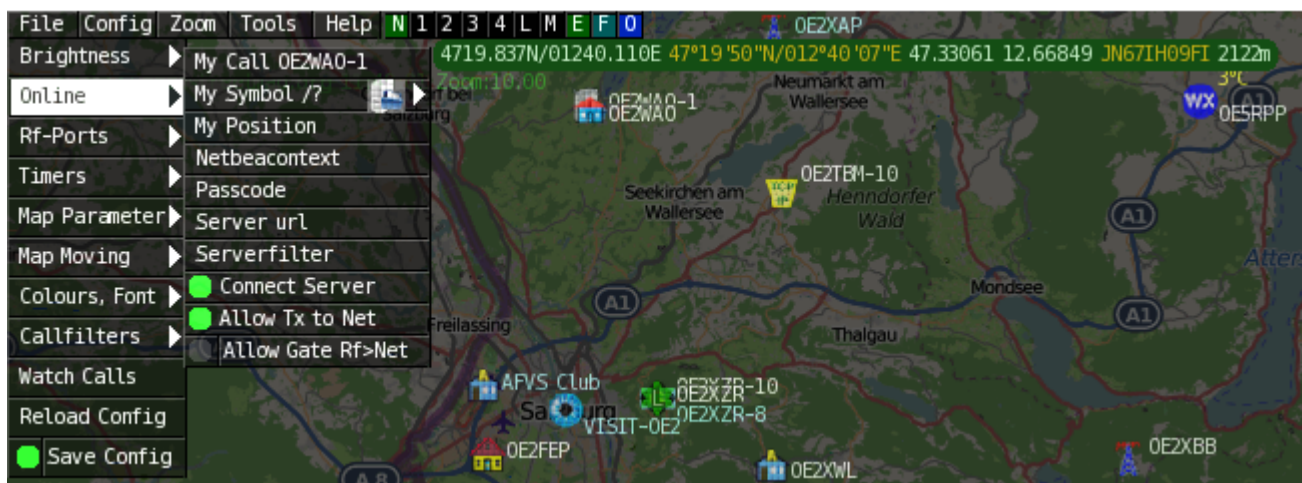 File Config Zoom Tools Help N 1 2 3 4 L M E F O
OE2XAP
4719.837N/01240.110E 47°19'50"N/012°40'07"E 47.33061 12.66849 JN67IH09FI 2122m
Zoom:10.00
Brightness
Online
Rf-Ports
Timers
Map Parameter
Map Moving
Colours, Font
Callfilters
Watch Calls
Reload Config
Save Config
My Call OE2WAO-1
My Symbol /?
My Position
Netbeacontext
Passcode
Server url
Serverfilter
Connect Server
Allow Tx to Net
Allow Gate Rf>Net
Neumarkt am
Wallersee
OE2WAO-1
OE2WAO
3°C
WX
OE5RPP
OE2TBM-10
TCP
IP
Seekirchen am
Wallersee
Henndorfer
Wald
A1
A1
A1
Mondsee
Thalgau
Freilassing
AFVS Club
L
OE2XZR-10
OE2XZR
OE2XZR-8
VISIT-OE2
OE2FEP
OE2XWL
OE2XBB
A8